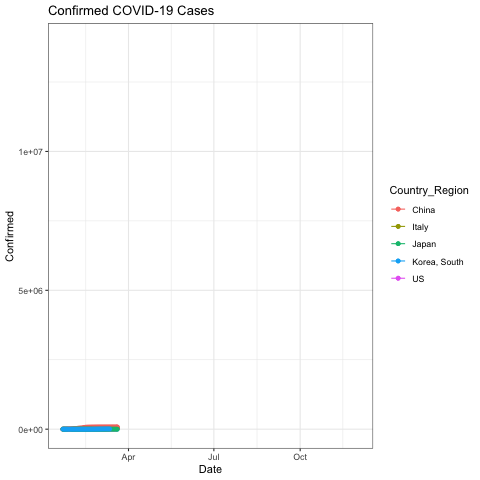 Confirmed COVID-19 Cases
Confirmed
1e+07
5e+06
0e+00
Apr
Jul
Oct
Date
Country_Region
China
Italy
Japan
Korea, South
US